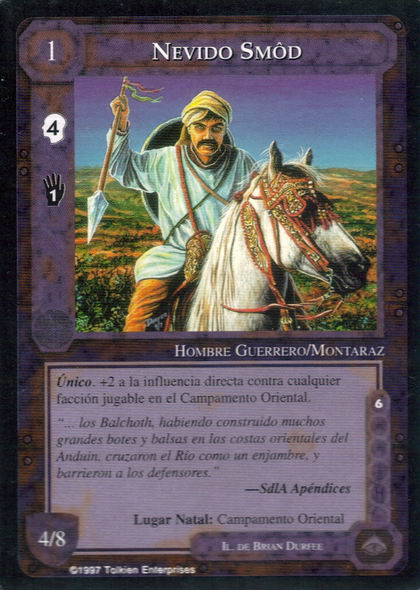 1
NEVIDO SMÔD
4
1
HOMBRE GUERRERO/MONTARAZ
Único. +2 a la influencia directa contra cualquier
facción jugable en el Campamento Oriental.
6
“... los Balchoth, habiendo construido muchos
grandes botes y balsas en las costas orientales del
Anduin, cruzaron el Río como un enjambre, y
barrieron a los defensores.”
—SdlA Apéndices
Lugar Natal: Campamento Oriental
4/8
IL. DE BRIAN DURFEE
©1997 Tolkien Enterprises